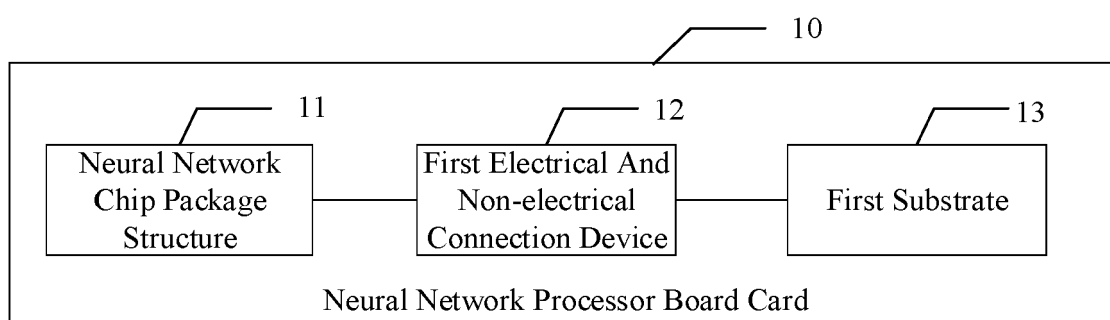 10
11
12
13
Neural Network
Chip Package
Structure
First Electrical And
Non-electrical
Connection Device
First Substrate
Neural Network Processor Board Card